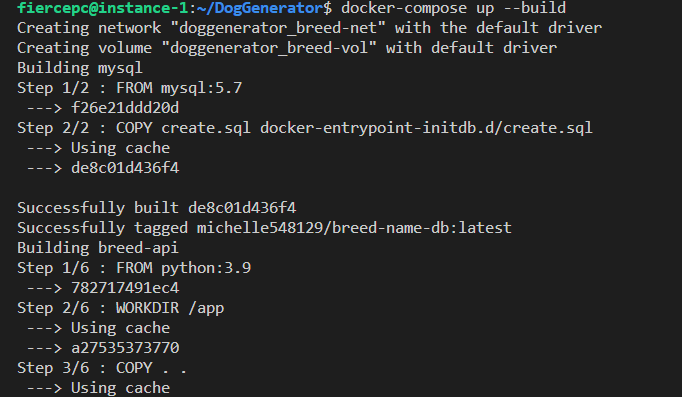 fiercepc@instance-1:~/DogGenerator$ docker-compose up --build
Creating network "doggenerator_breed-net" with the default driver
Creating volume "doggenerator_breed-vol" with default driver
Building mysql
Step 1/2 : FROM mysql:5.7
 ---> f26e21ddd20d
Step 2/2 : COPY create.sql docker-entrypoint-initdb.d/create.sql
 ---> Using cache
 ---> de8c01d436f4

Successfully built de8c01d436f4
Successfully tagged michelle548129/breed-name-db:latest
Building breed-api
Step 1/6 : FROM python:3.9
 ---> 782717491ec4
Step 2/6 : WORKDIR /app
 ---> Using cache
 ---> a27535373770
Step 3/6 : COPY . .
 ---> Using cache